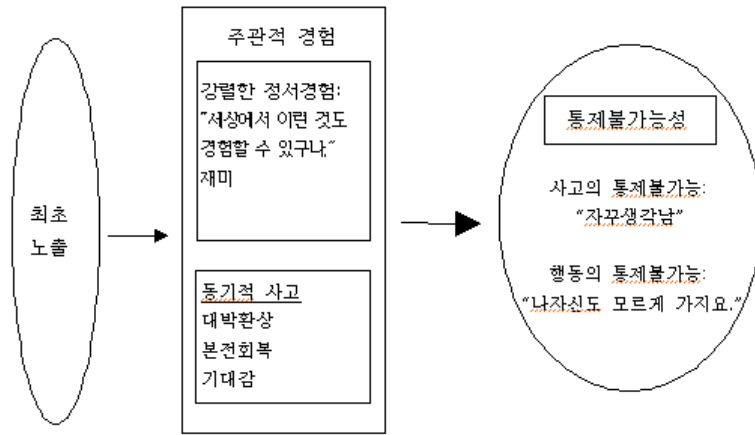 최초
노출
주관적 경험
강렬한 정서경험:
"세상에서 이런 것도
경험할 수 있구나."
재미
동기적 사고
대박환상
본전회복
기대감
통제불가능성
사고의 통제불가능:
"자꾸생각남"
행동의 통제불가능:
"나자신도 모르게 가지요."